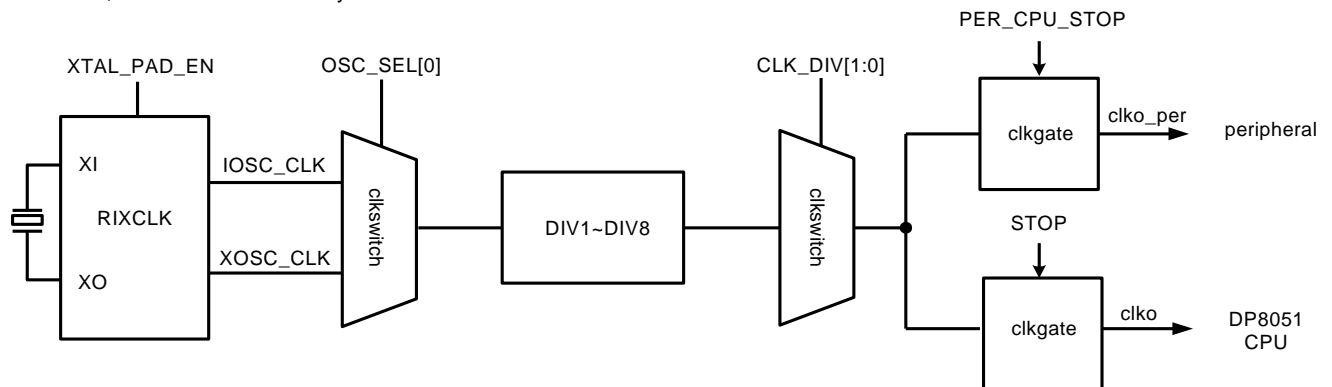 PER_CPU_STOP
XTAL_PAD_EN
OSC_SEL[0]
CLK_DIV[1:0]
clkgate
clko_per
peripheral
XI
IOSC_CLK
RIXCLK
clkswitch
DIV1~DIV8
clkswitch
XOSC_CLK
XO
STOP
clkgate
clko
DP8051
CPU